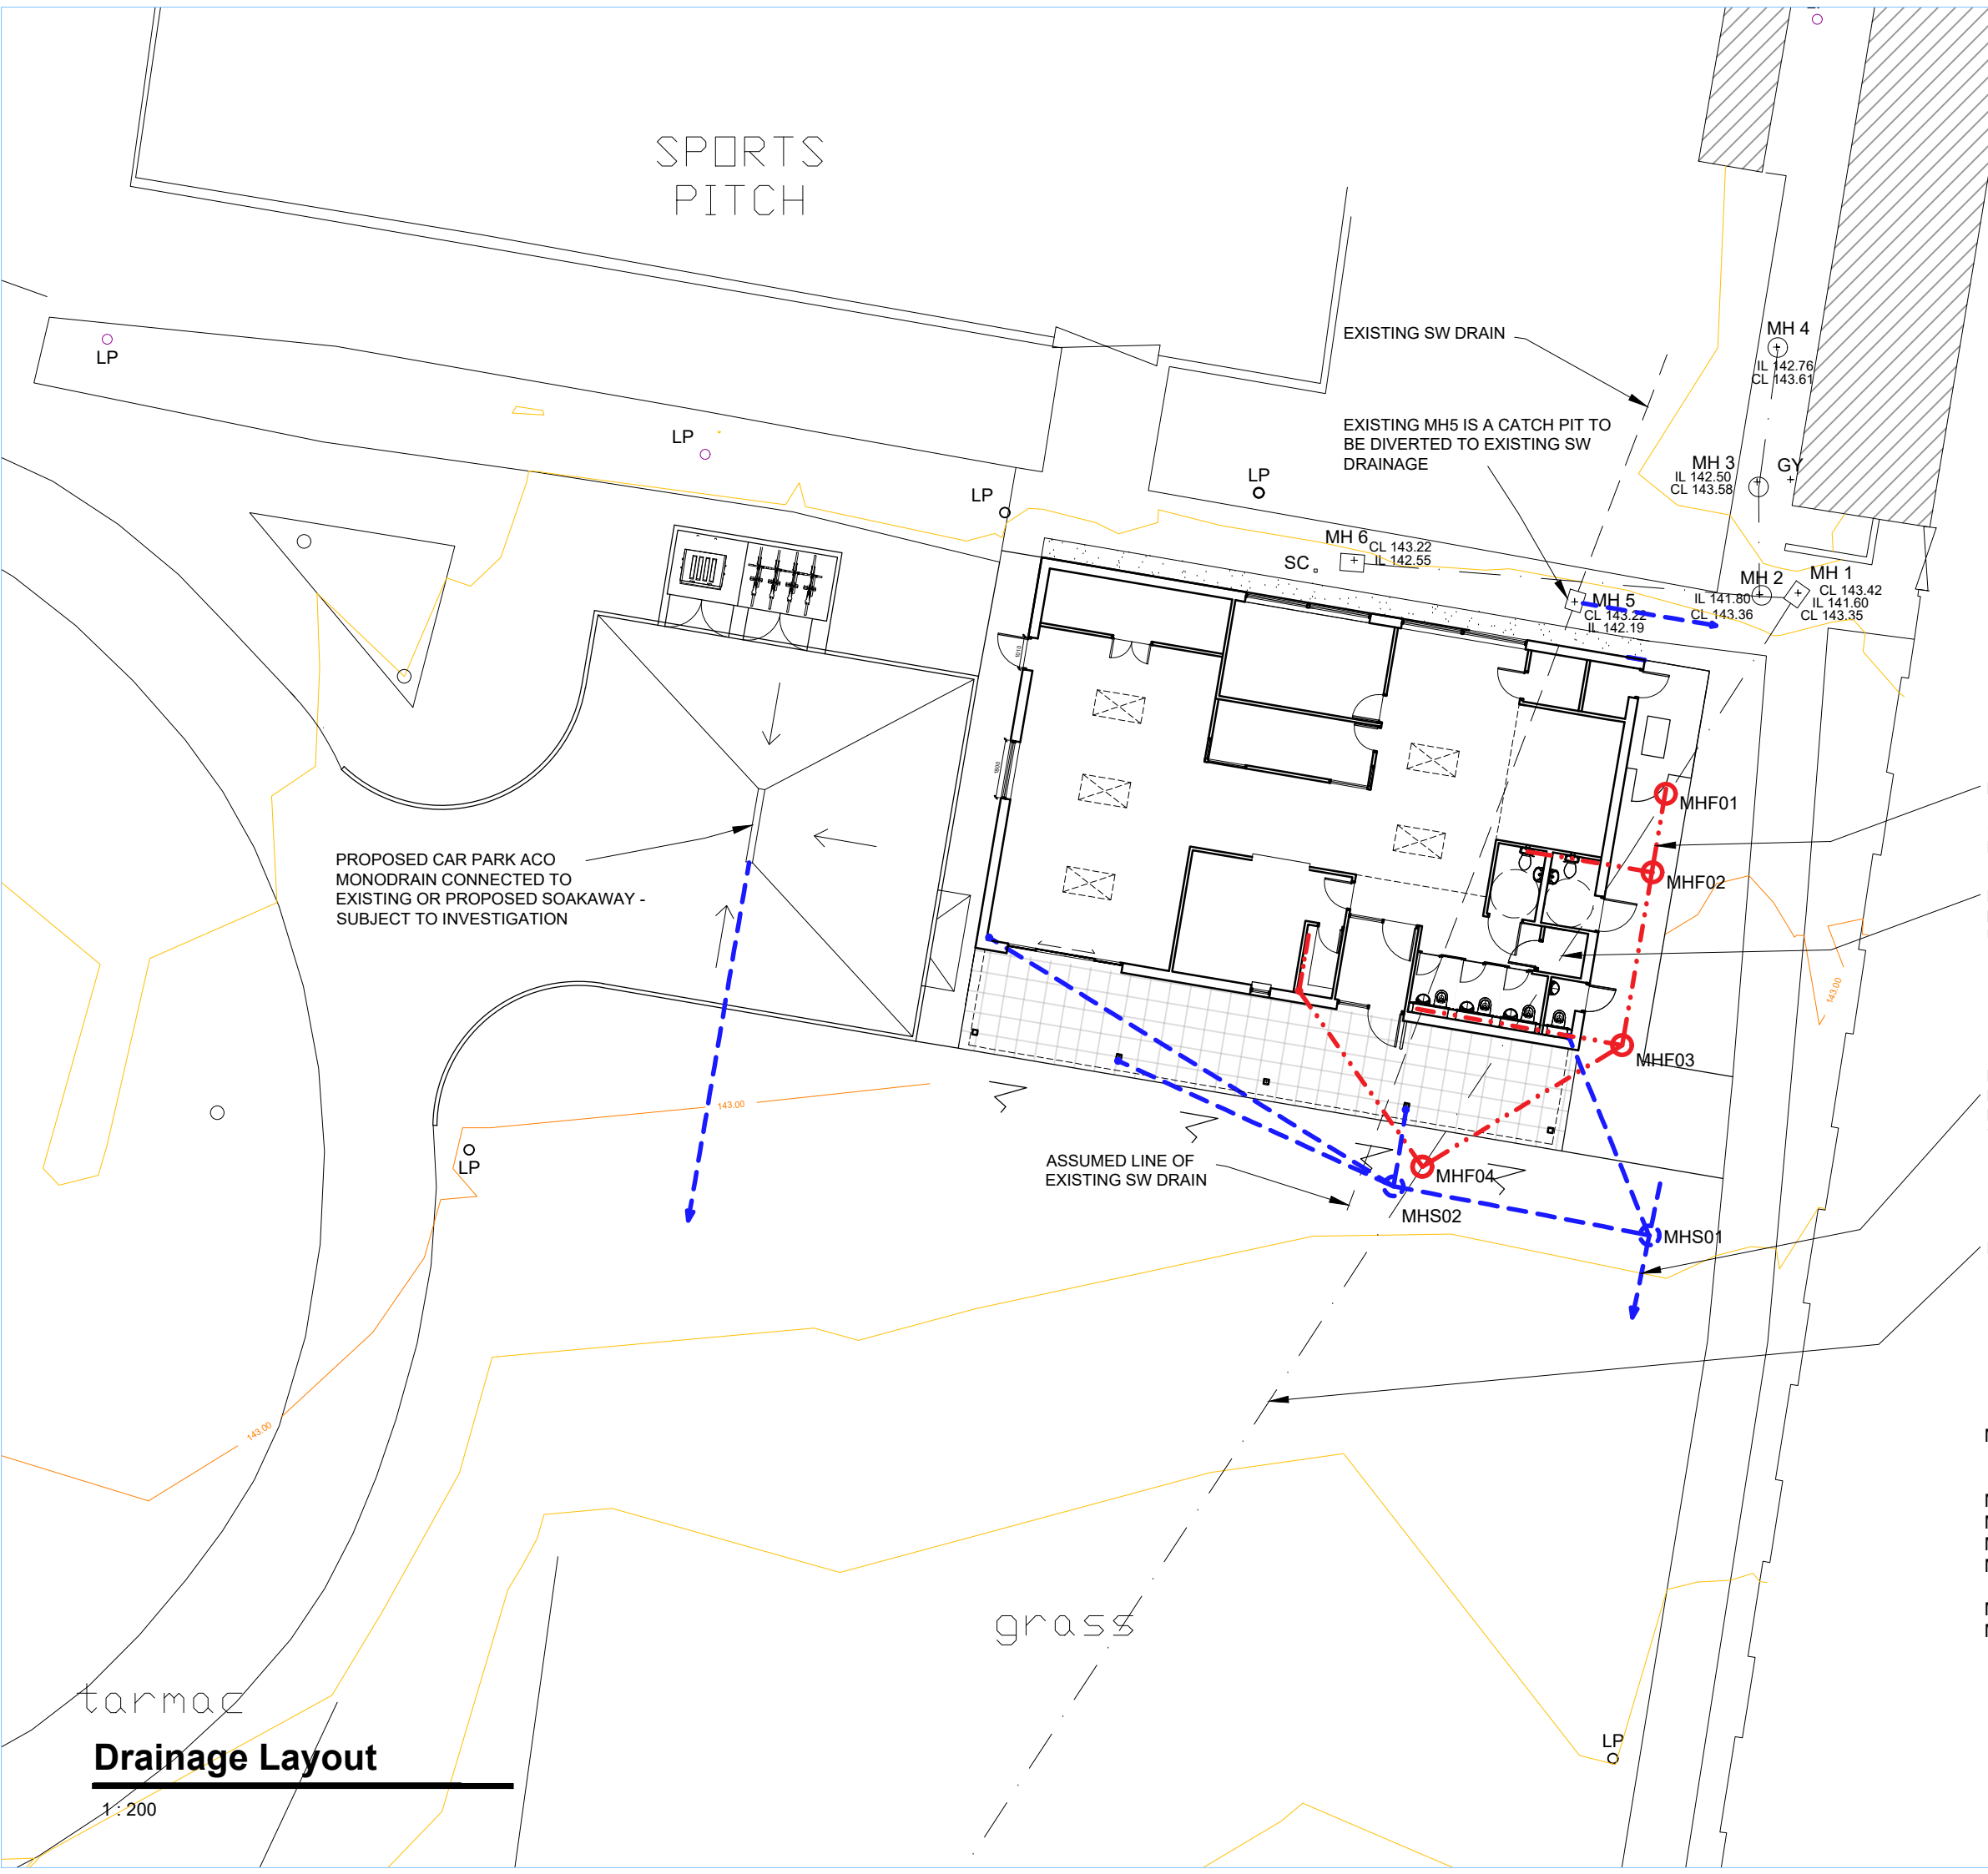 SPORTS
PITCH
EXISTING SW DRAIN
MH 4
IL 142.76
CL 143.61
LP
LP
EXISTING MH5 IS A CATCH PIT TO
BE DIVERTED TO EXISTING SW
DRAINAGE
MH 3
IL 142.50
CL 143.58
GY
LP
LP
MH 6
CL 143.22
IL 142.55
SC
MH 2
IL 141.80
CL 143.36
MH 1
CL 143.42
IL 141.60
CL 143.35
MH 5
CL 143.22
IL 142.19
1010
MHF01
PROPOSED CAR PARK ACO
MONODRAIN CONNECTED TO
EXISTING OR PROPOSED SOAKAWAY -
SUBJECT TO INVESTIGATION
MHF02
143.00
MHF03
143.00
LP
ASSUMED LINE OF
EXISTING SW DRAIN
MHF04
MHS02
MHS01
143.00
grass
tarmac
LP
Drainage Layout
1 : 200